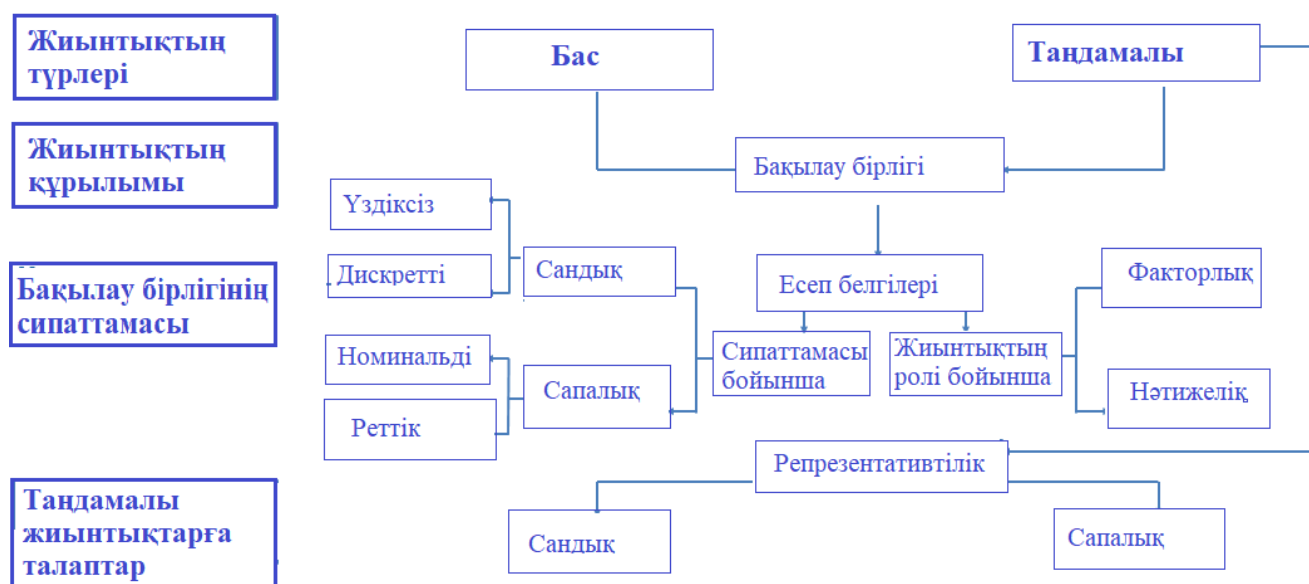 Жиынтықтың
түрлері
Бас
Таңдамалы
Жиынтықтың
құрылымы
Бақылау бірлігі
Үздіксіз
Дискретті
Сандық
Есеп белгілері
Факторлық
Бақылау бірлігінің
сипаттамасы
Номинальді
Сапалық
Реттік
Сипаттамасы
бойынша
Жиынтықтың
ролі бойынша
Нәтижелік
Репрезентативтілік
Таңдамалы
жиынтықтарға
талаптар
Сандық
Сапалық